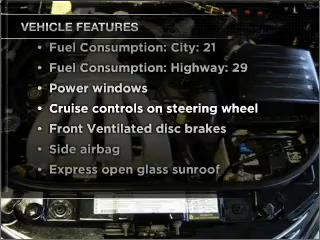 VEHICLE FEATURES
• Fuel Consumption: City: 21
• Fuel Consumption: Highway: 29
• Power windows
• Cruise controls on steering wheel
• Front Ventilated disc brakes
• Side airbag
• Express open glass sunroof